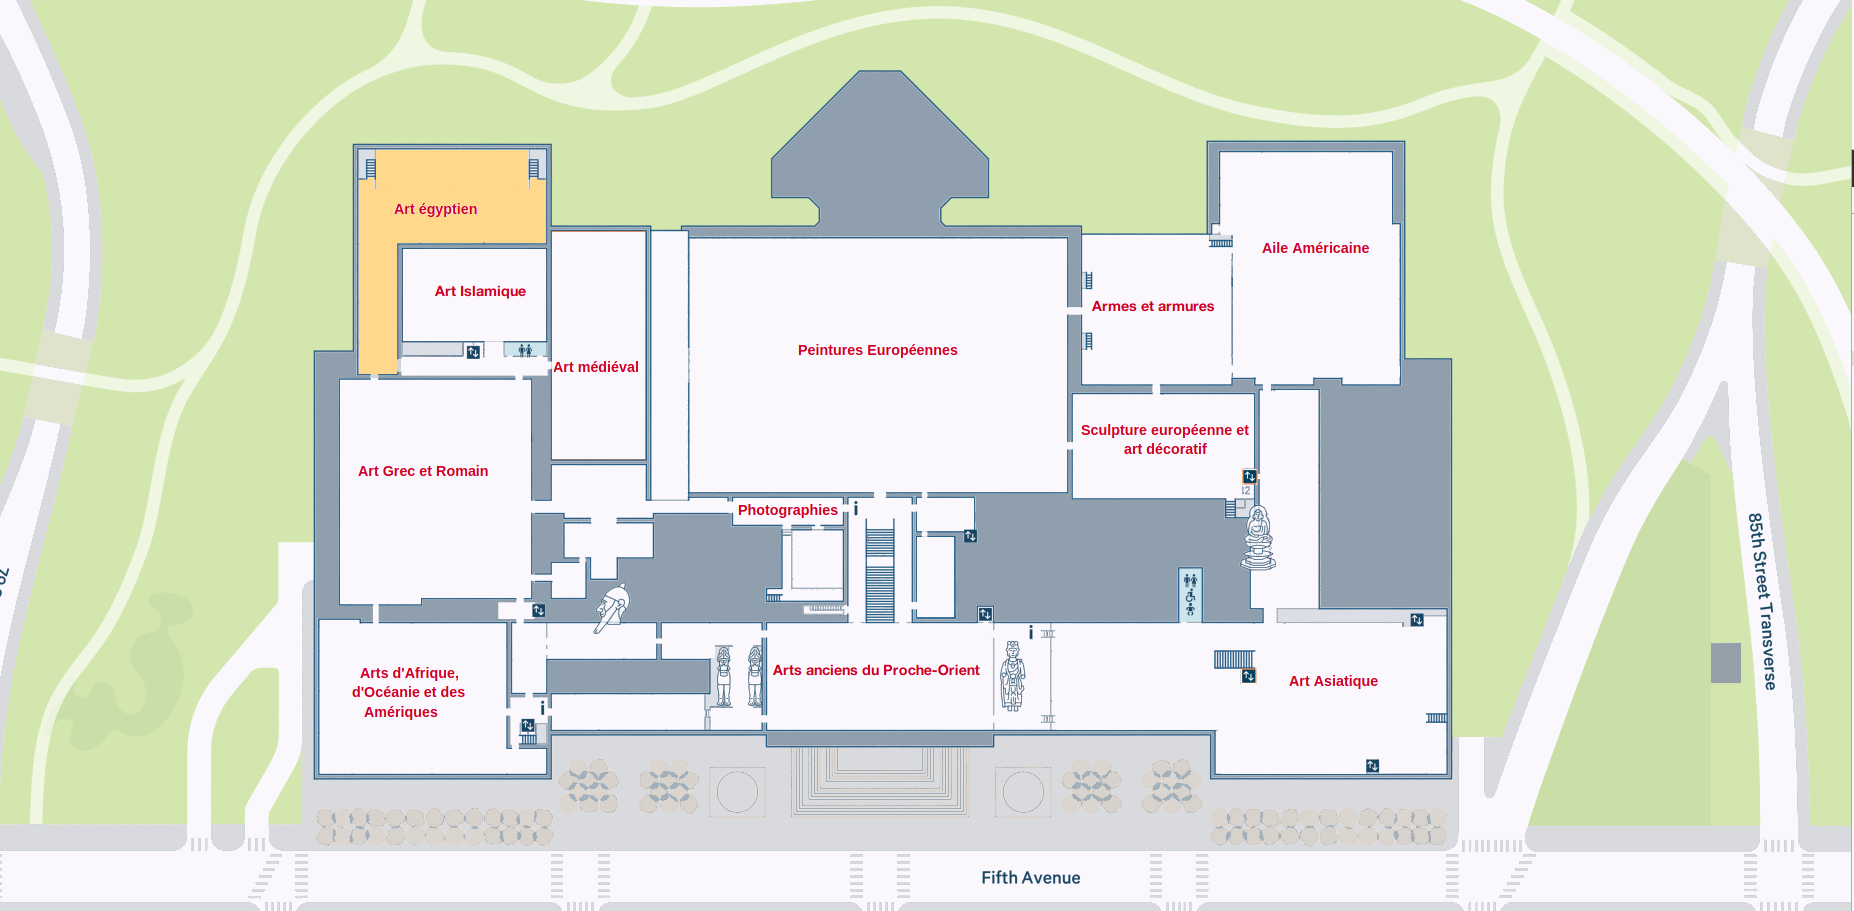 Art égyptien
Aile Américaine
Art Islamique
Armes et armures
Peintures Européennes
Art médiéval
Sculpture européenne et
art décoratif
Art Grec et Romain
Photographies
i
85th Street Transverse
i
Arts d'Afrique,
d'Océanie et des
Amériques
Arts anciens du Proche-Orient
Art Asiatique
i
Fifth Avenue